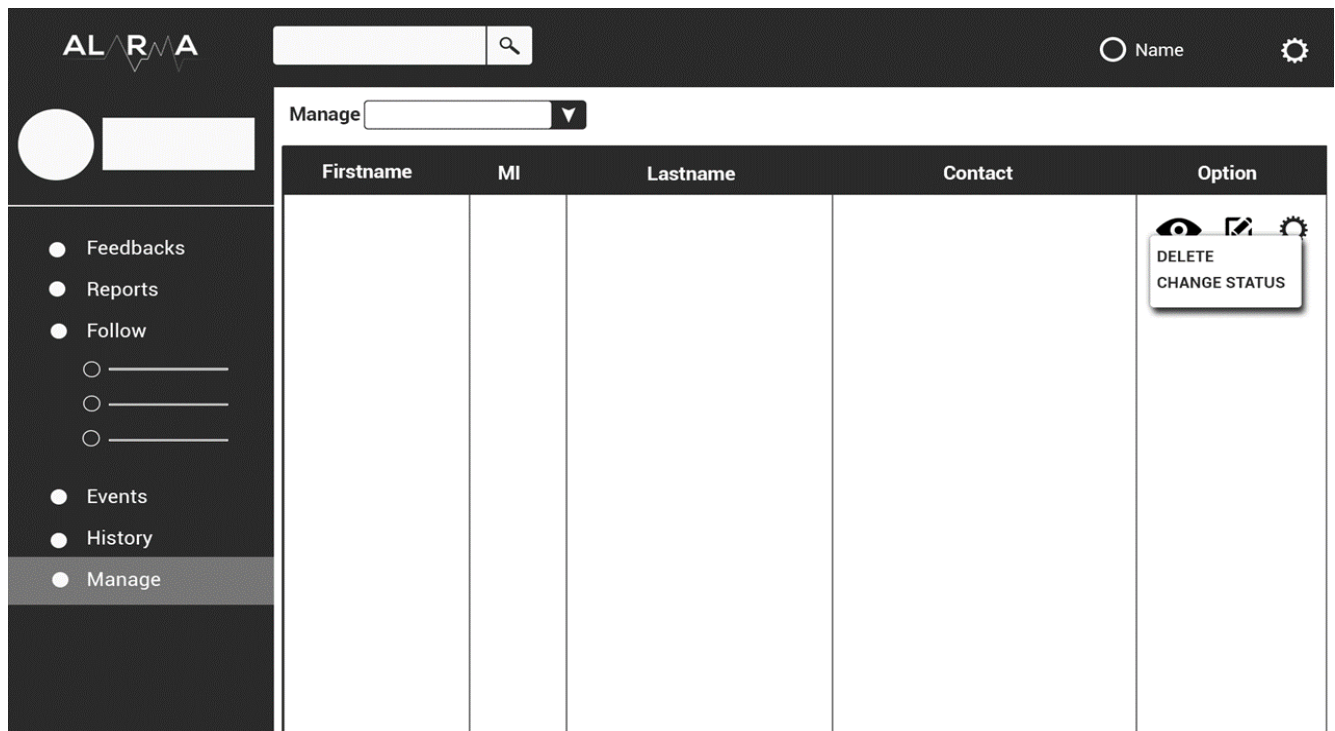 ALARMA
Name
Manage
Firstname MI Lastname Contact Option
DELETE
CHANGE STATUS
Feedbacks
Reports
Follow
Events
History
Manage